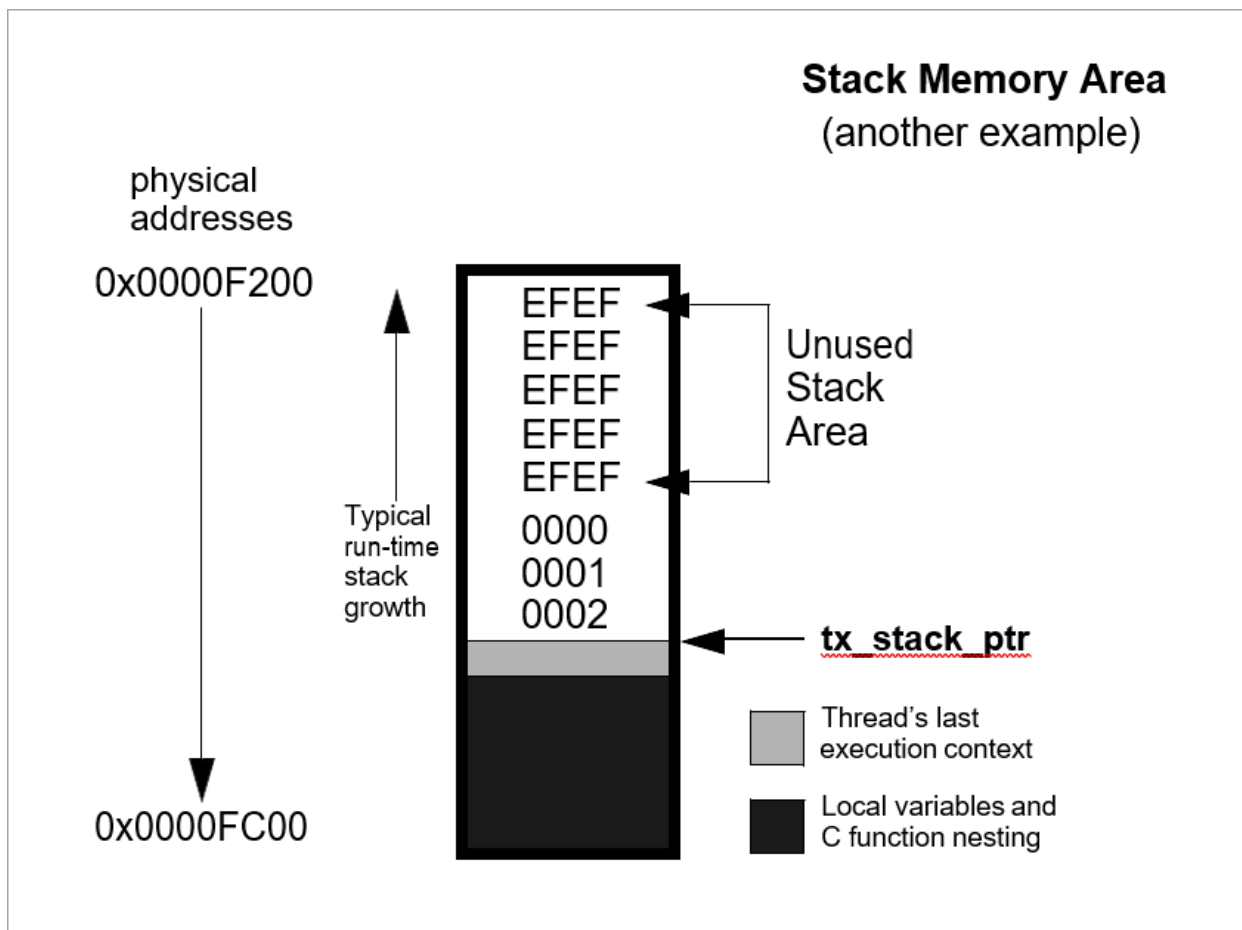 Stack Memory Area
(another example)
physical
addresses
0x0000F200
EFEF
EFEF
EFEF
EFEF
EFEF
Unused
Stack
Area
Typical
run-time
stack
growth
0000
0001
0002
tx_stack_ptr
Thread's last
execution context
0x0000FC00
Local variables and
C function nesting